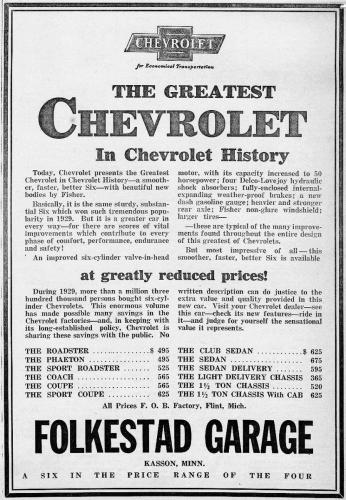 CHEVROLET
for Economical Transportation
THE GREATEST
CHEVROLET
In Chevrolet History
Today, Chevrolet presents the Greatest
Chevrolet in Chevrolet History—a smooth-
er, faster, better Six—with beautiful new
bodies by Fisher.
Basically, it is the same sturdy, substan-
tial Six which won such tremendous popu-
larity in 1929. But it is a greater car in
every way—for there are scores of vital
improvements which contribute to every
phase of comfort, performance, endurance
and safety!
An improved six-cylinder valve-in-head
motor, with its capacity increased to 50
horsepower; four Delco-Lovejoy hydraulic
shock absorbers; fully-enclosed internal-
expanding weather-proof brakes; a new
dash gasoline gauge; heavier and stronger
rear axle; Fisher non-glare windshield;
larger tires—
—those are typical of the many improve-
ments found throughout the entire design
of this greatest of Chevrolets.
But most impressive of all—this
smoother, faster, better Six is available
at greatly reduced prices!
During 1929, more than a million three
hundred thousand persons bought six-cyl-
inder Chevrolets. This enormous volume
has made possible many savings in the
Chevrolet factories—and, in keeping with
its long-established policy, Chevrolet is
sharing these savings with the public. No
written description can do justice to the
extra value and quality provided in this
new car. Visit your Chevrolet dealer—see
this car—check its new features—ride in
it—and judge for yourself the sensational
value it represents.
THE ROADSTER $ 495
THE PHAETON 495
THE SPORT ROADSTER 525
THE COACH 565
THE COUPE 565
THE SPORT COUPE 625
THE CLUB SEDAN $ 625
THE SEDAN 675
THE SEDAN DELIVERY 595
THE LIGHT DELIVERY CHASSIS 365
THE 1½ TON CHASSIS 520
THE 1½ TON CHASSIS With CAB 625
All Prices F. O. B. Factory, Flint, Mich.
FOLKESTAD GARAGE
KASSON, MINN.
A SIX IN THE PRICE RANGE OF THE FOUR